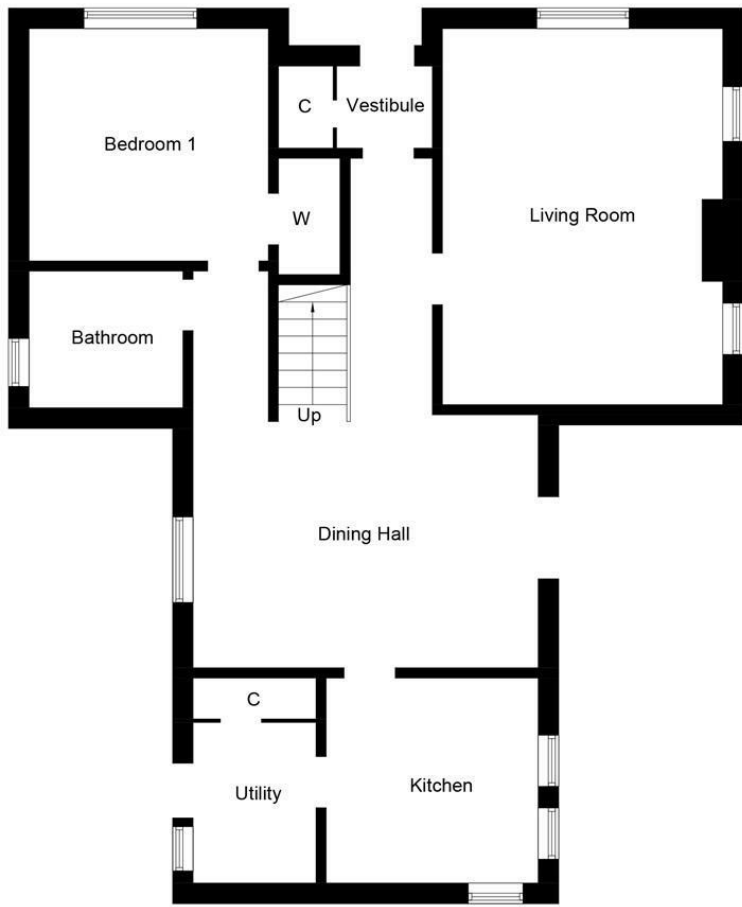 C
Vestibule
Bedroom 1
W
Living Room
Bathroom
Up
Dining Hall
C
Utility
Kitchen